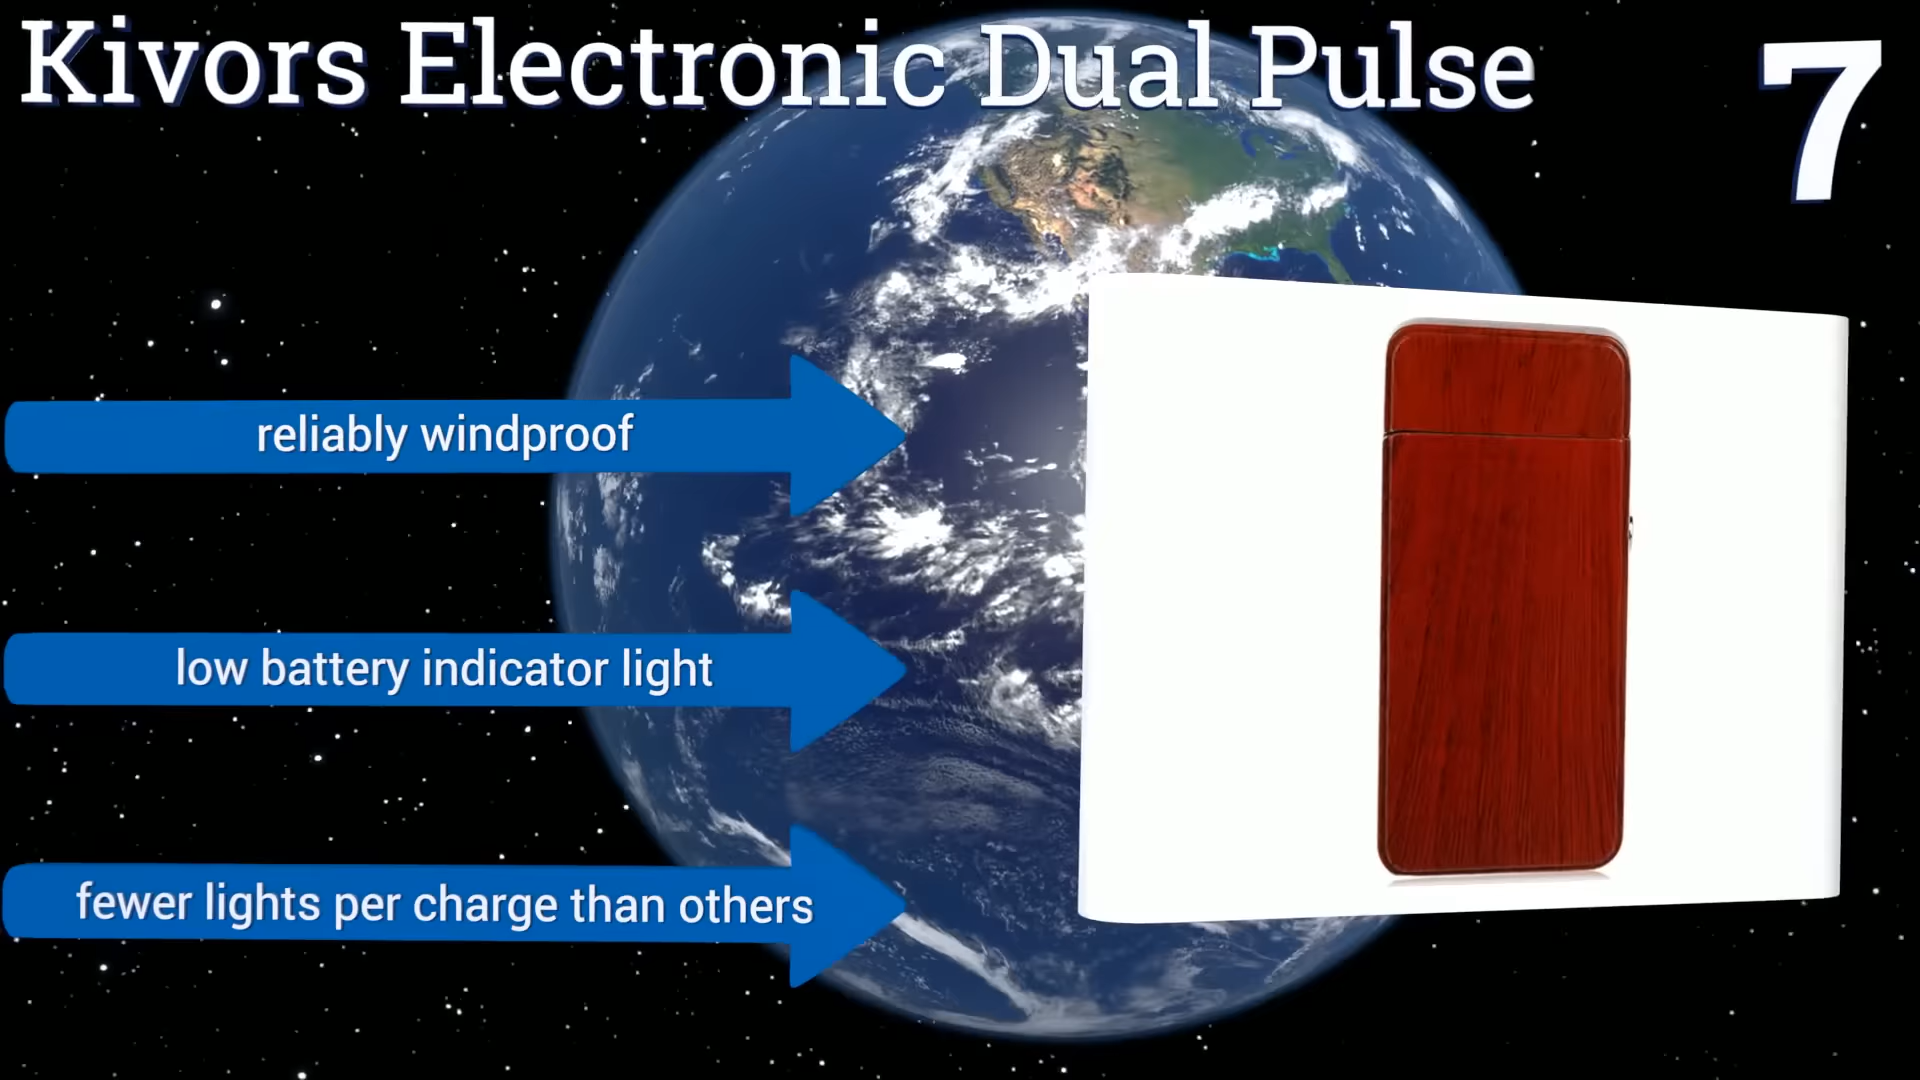 Kivors Electronic Dual Pulse
7
reliably windproof
low battery indicator light
fewer lights per charge than others